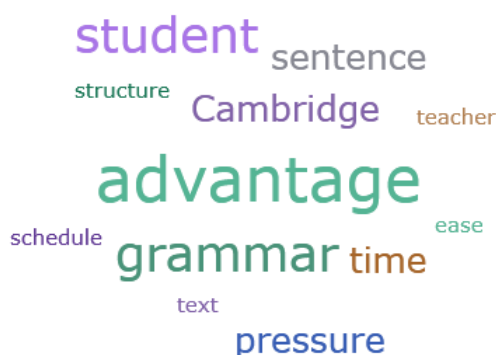 student
sentence
structure
Cambridge
teacher
advantage
ease
schedule
grammar
time
text
pressure